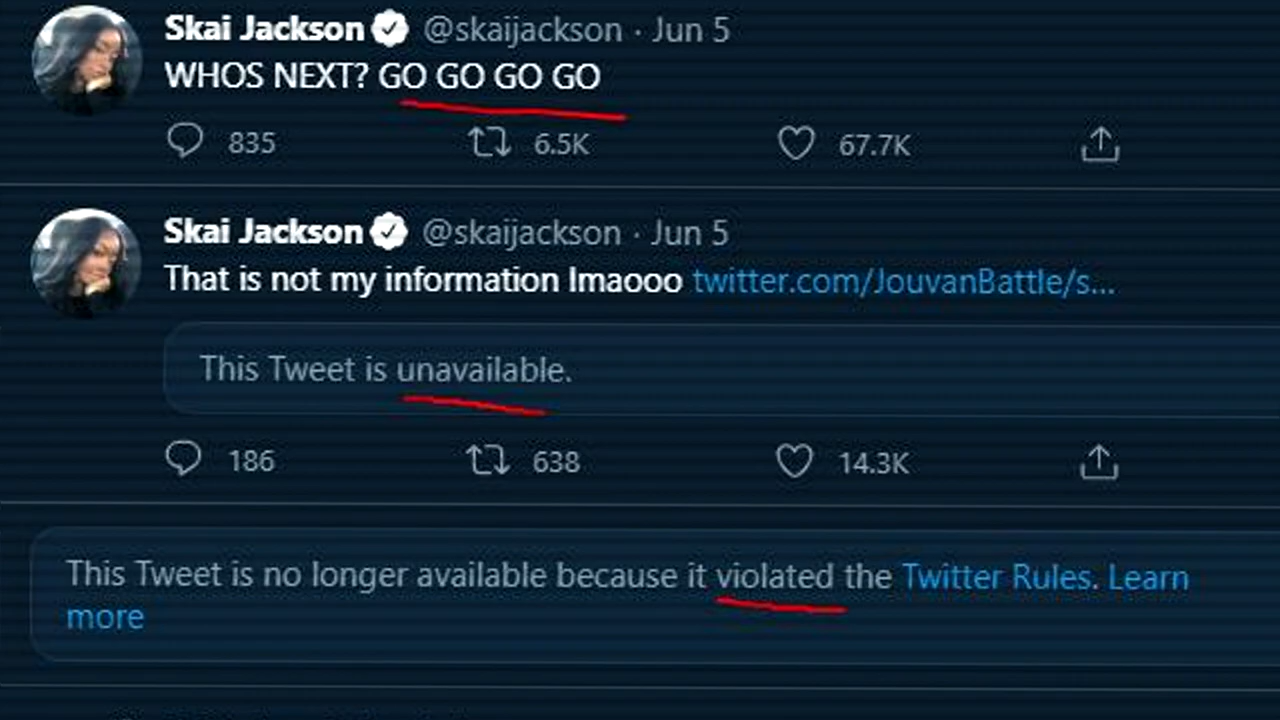 Skai Jackson @skaijackson · Jun 5
WHOS NEXT? GO GO GO GO
835 6.5K 67.7K
Skai Jackson @skaijackson · Jun 5
That is not my information lmaooo twitter.com/JouvanBattle/s...
This Tweet is unavailable.
186 638 14.3K
This Tweet is no longer available because it violated the Twitter Rules. Learn
more